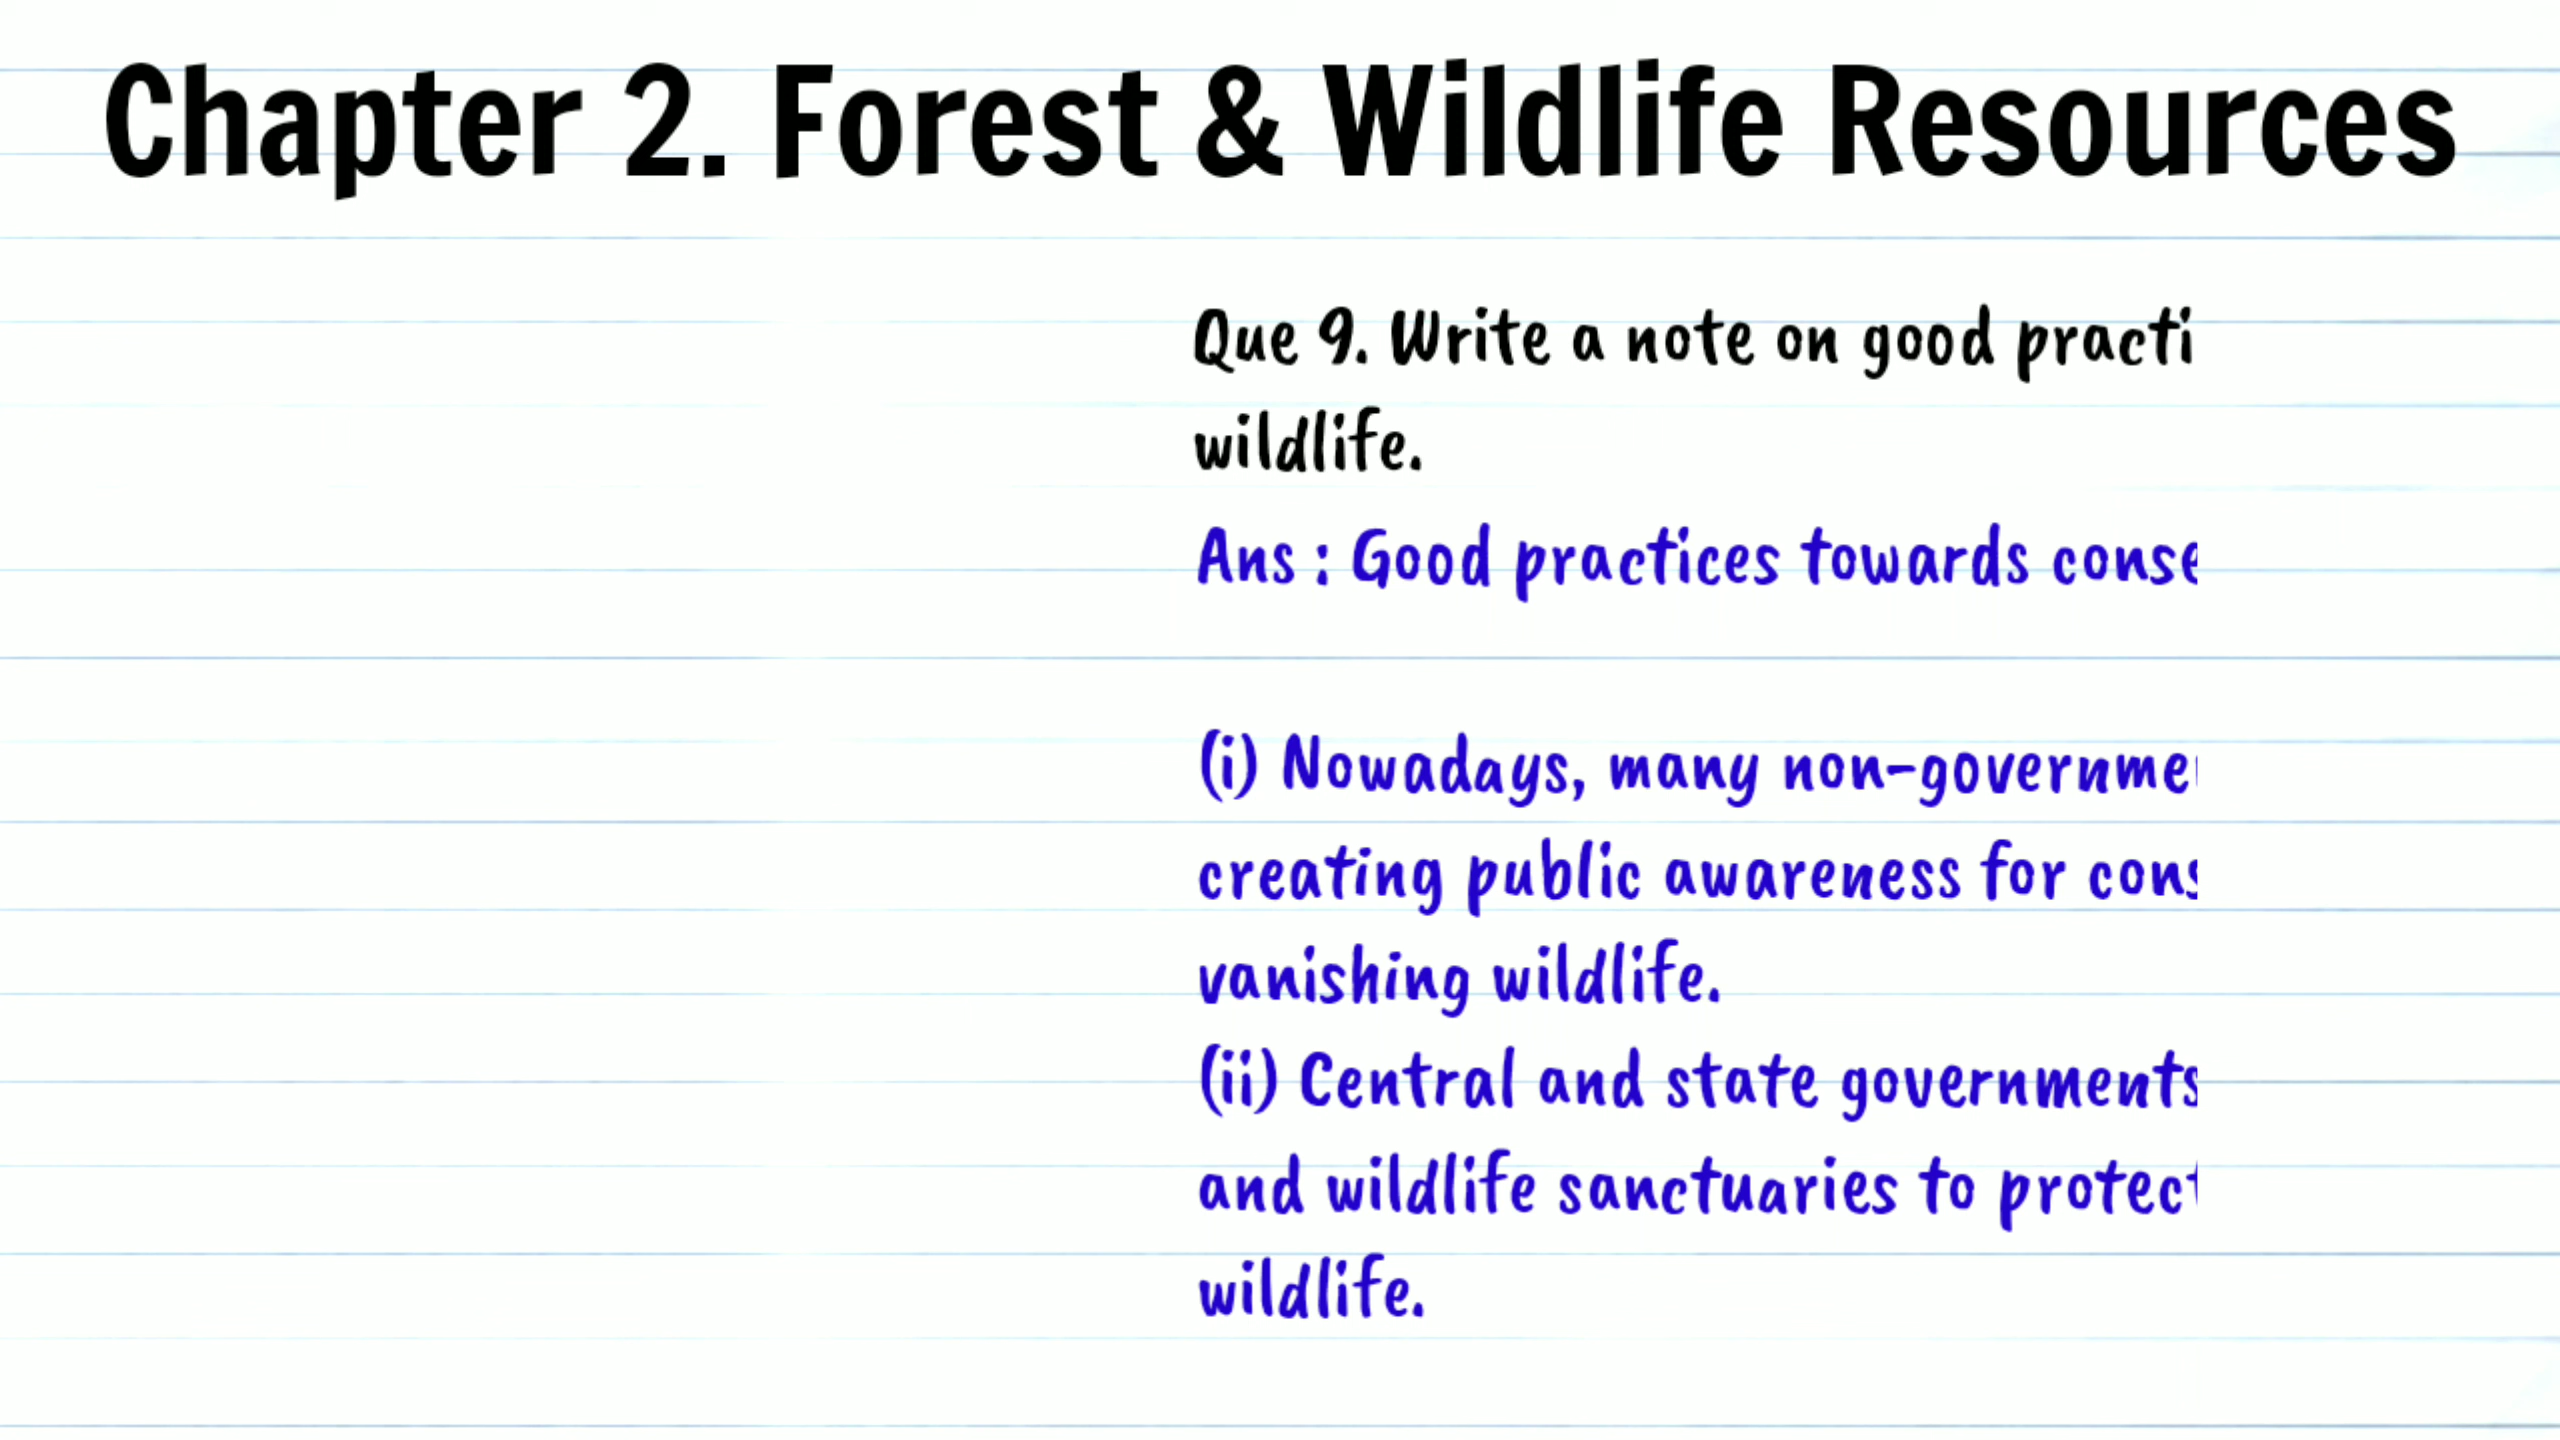 Chapter 2. Forest & Wildlife Resources
Que 9. Write a note on good practi
wildlife.
Ans : Good practices towards conse
(i) Nowadays, many non-governme
creating public awareness for cons
vanishing wildlife.
(ii) Central and state governments
and wildlife sanctuaries to protect
wildlife.